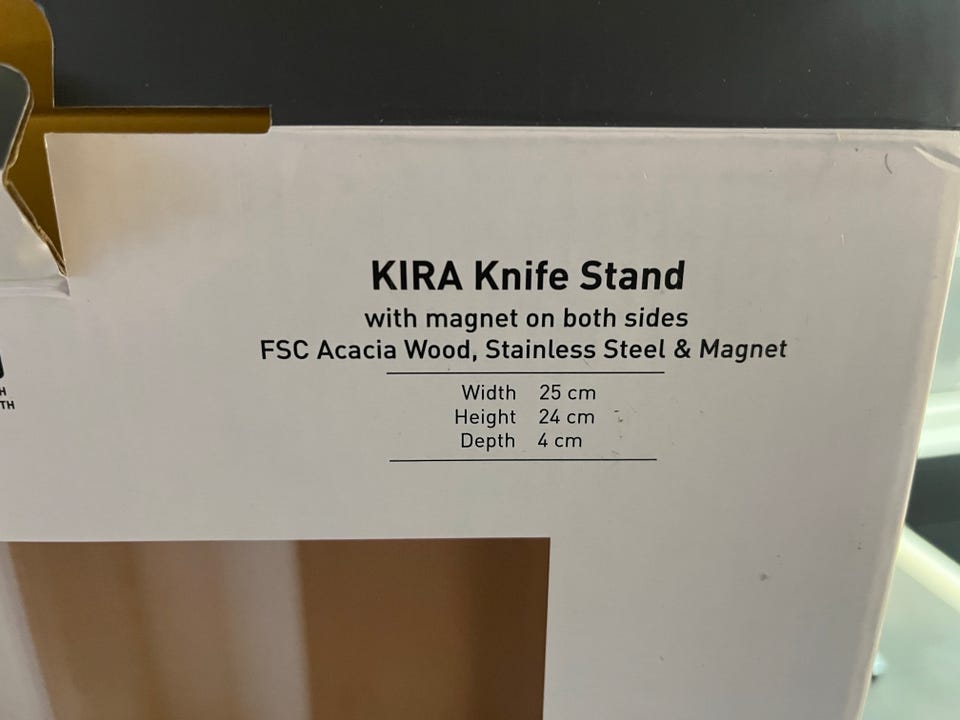 KIRA Knife Stand
with magnet on both sides
FSC Acacia Wood, Stainless Steel & Magnet
Width 25 cm
Height 24 cm
Depth 4 cm